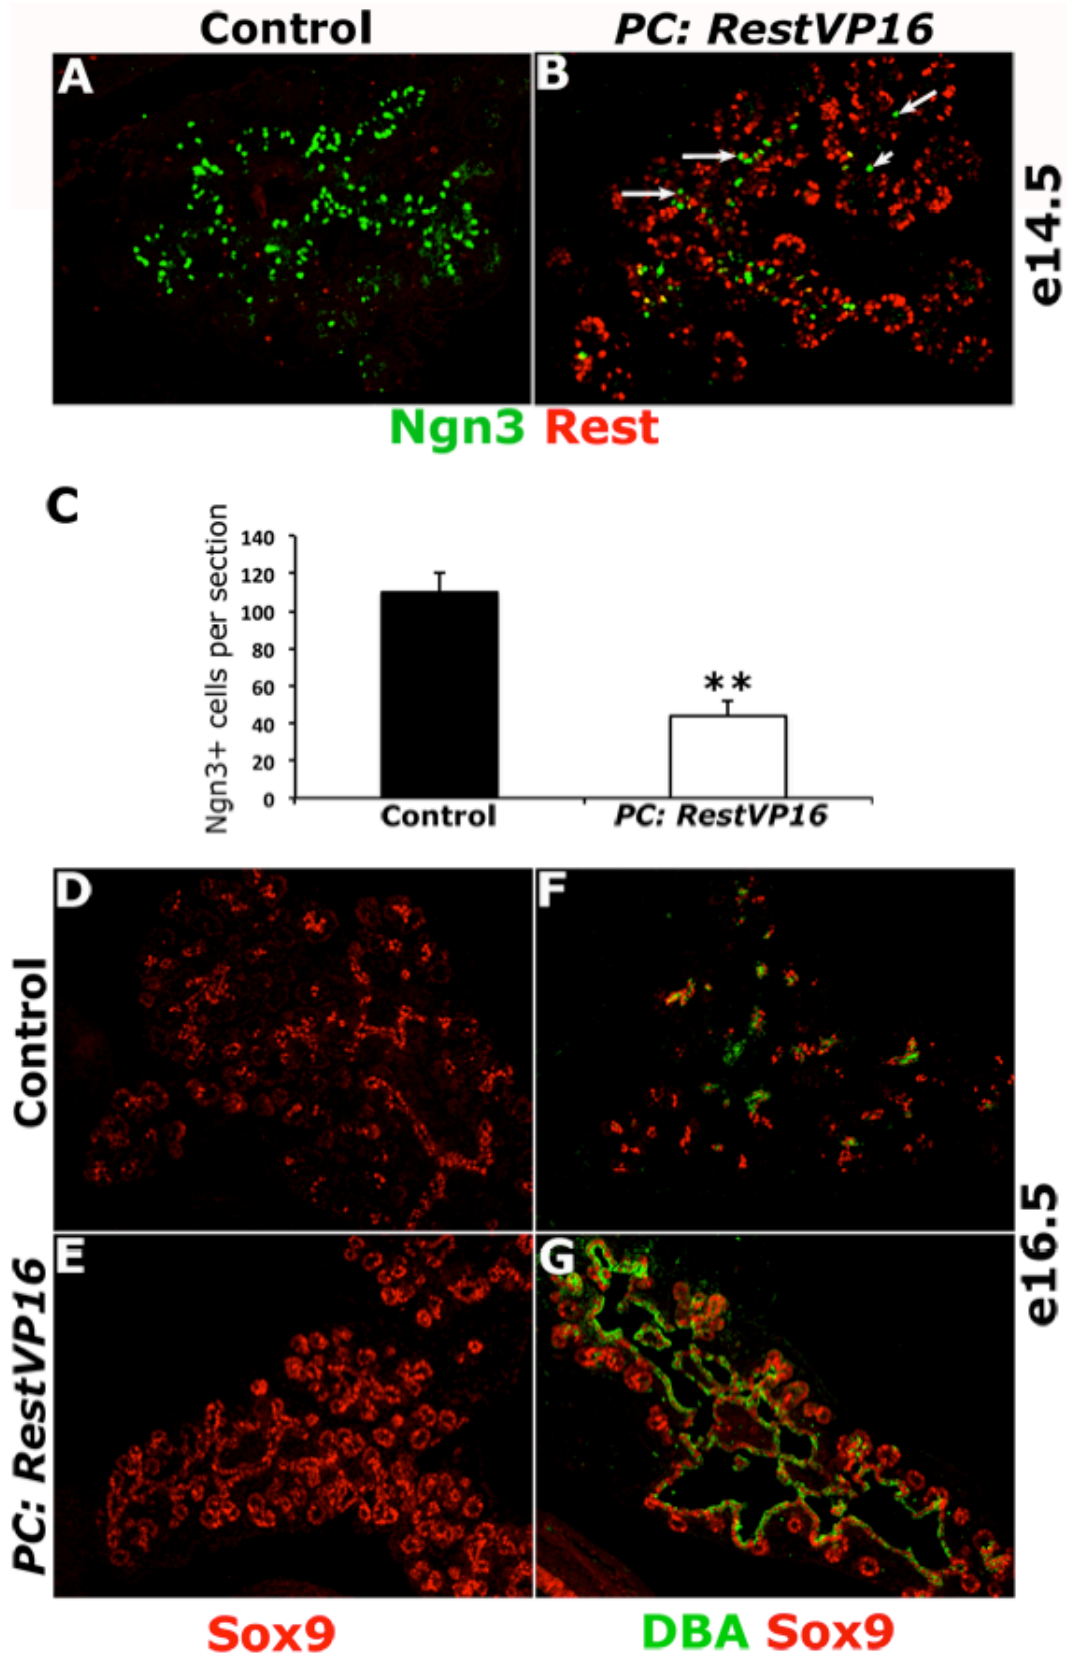 Control
PC: RestVP16
A
B
e14.5
Ngn3 Rest
C
Ngn3+ cells per section
140
120
100
80
60
40
20
0
**
Control
PC: RestVP16
D
F
Control
E
G
PC: RestVP16
e16.5
Sox9
DBA Sox9